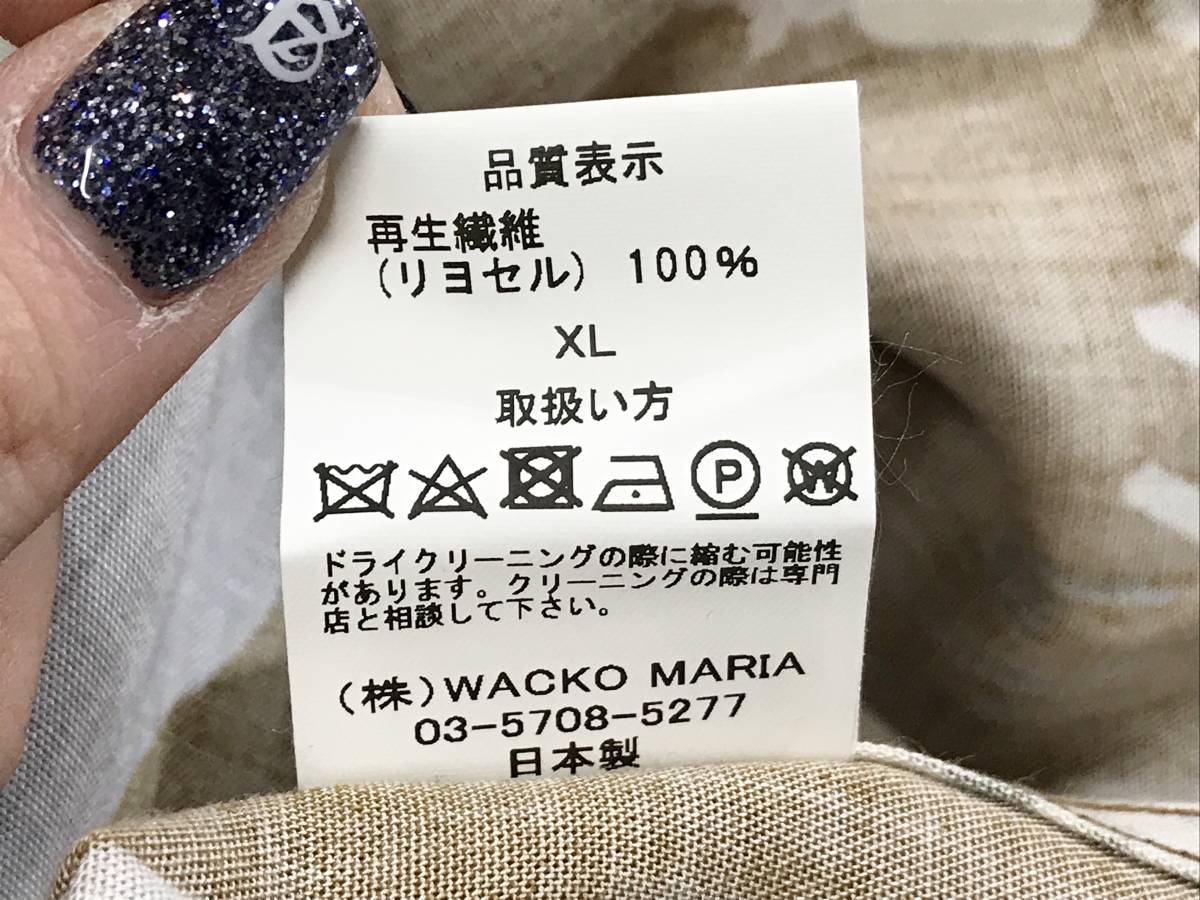 品質表示
再生繊維
(リヨセル) 100%
XL
取扱い方
P
W
ドライクリーニングの際に縮む可能性
があります。クリーニングの際は専門
店と相談して下さい。
(株)WACKO MARIA
03-5708-5277
日本製